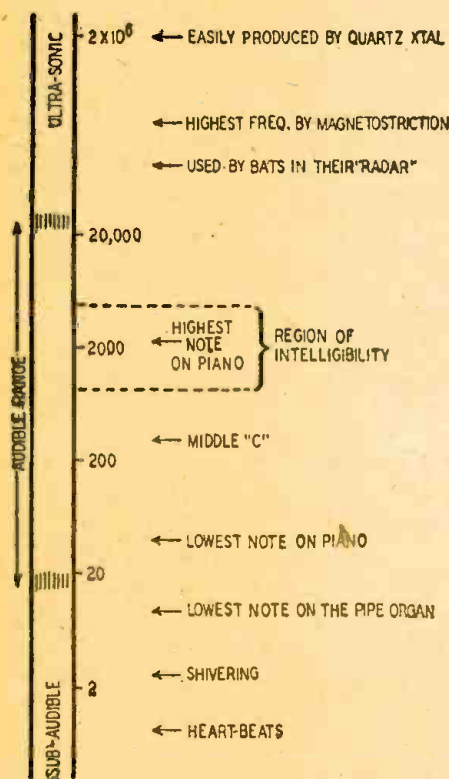 2X10⁶
EASILY PRODUCED BY QUARTZ XTAL
ULTRA-SONIC
HIGHEST FREQ. BY MAGNETOSTRICTION
USED BY BATS IN THEIR "RADAR"
20,000
AUDIBLE RANGE
2000
HIGHEST
NOTE
ON PIANO
REGION OF
INTELLIGIBILITY
MIDDLE "C"
200
LOWEST NOTE ON PIANO
20
LOWEST NOTE ON THE PIPE ORGAN
SHIVERING
2
HEART-BEATS
SUB-AUDIBLE